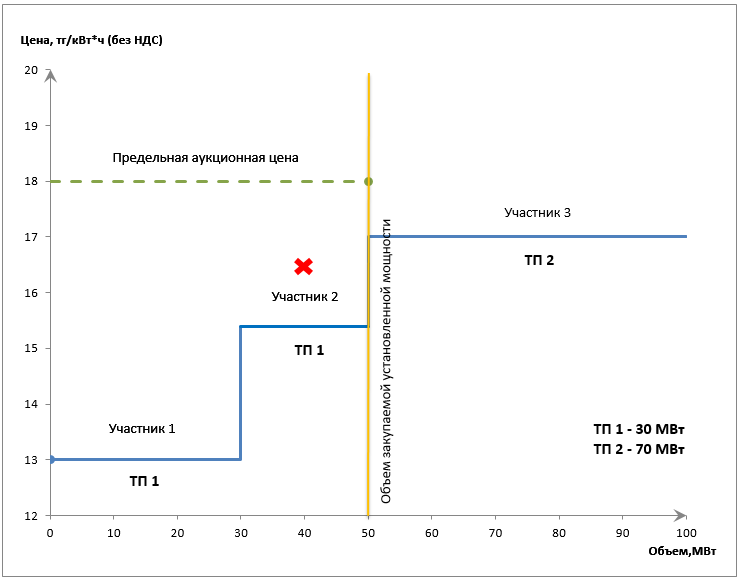 Цена, тг/кВт*ч (без НДС)
20
19
Предельная аукционная цена
18
Участник 3
17
ТП 2
16
Участник 2
15
ТП 1
14
Участник 1
13
ТП 1
12
Объем закупаемой установленной мощности
ТП 1 - 30 МВт
ТП 2 - 70 МВт
0 10 20 30 40 50 60 70 80 90 100
Объем,МВт